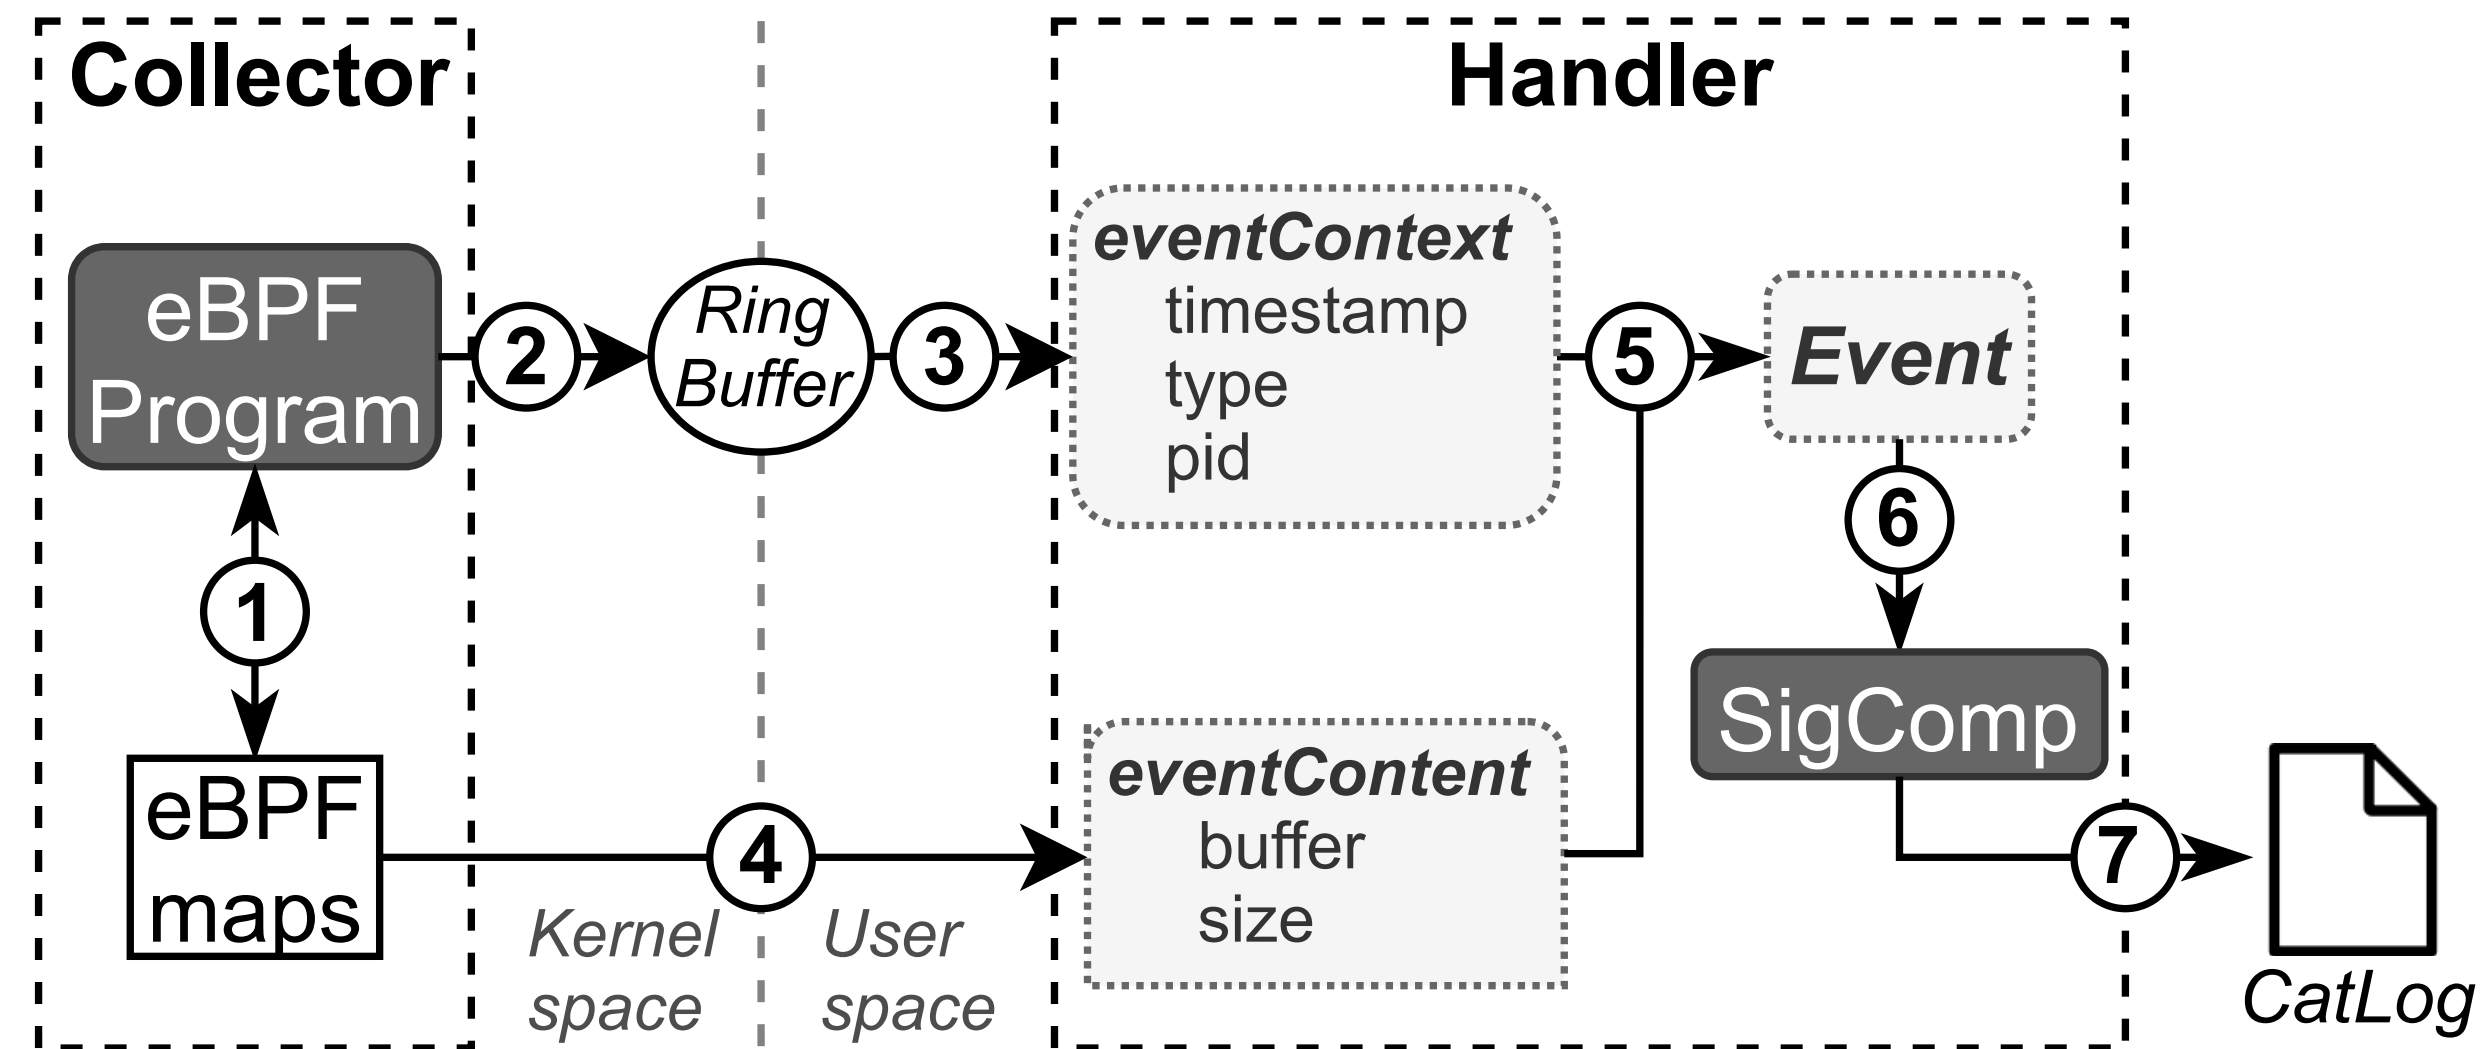 Collector
Handler
eBPF
Program
1
eBPF
maps
2
Ring
Buffer
3
4
Kernel
space
User
space
eventContext
timestamp
type
pid
eventContent
buffer
size
5
Event
6
SigComp
7
CatLog